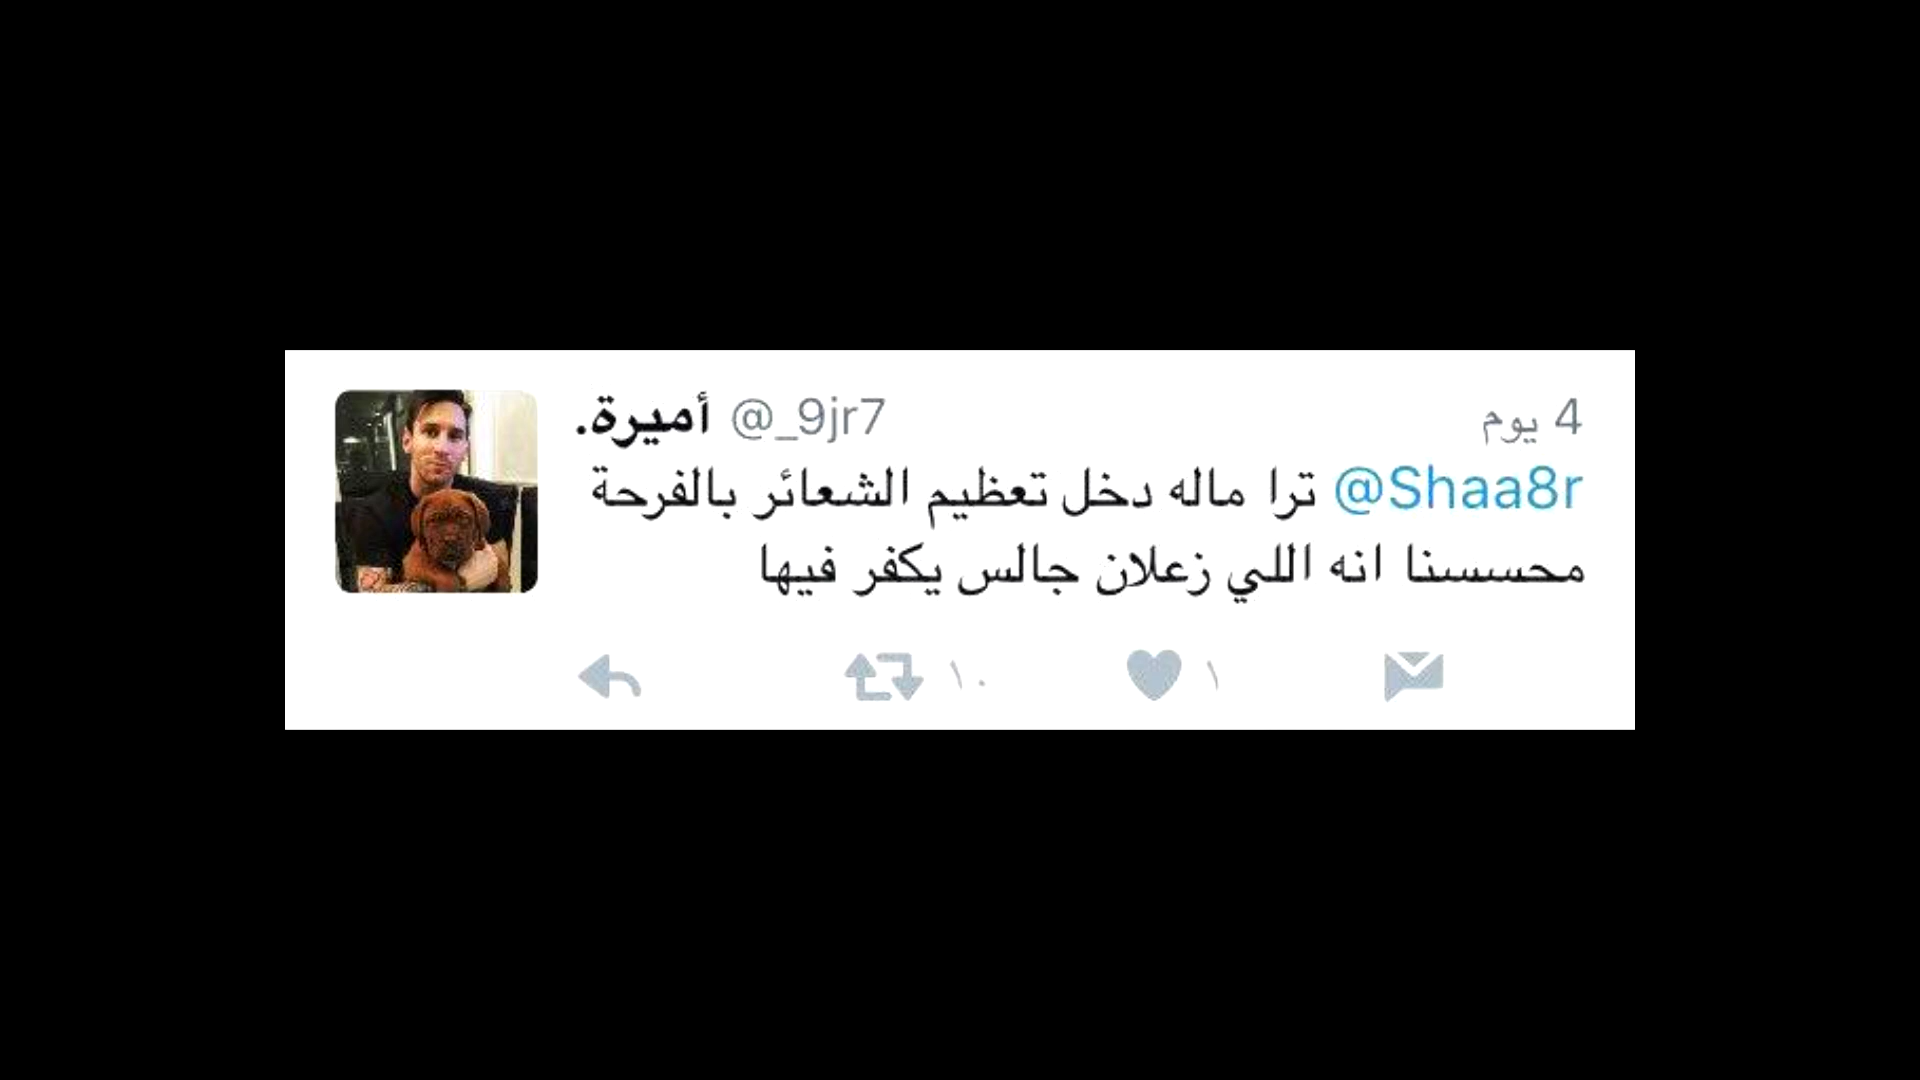 أميرة. @_9jr7 4 يوم
@Shaa8r ترا ماله دخل تعظيم الشعائر بالفرحة
محسسنا انه اللي زعلان جالس يكفر فيها
١٠ ١